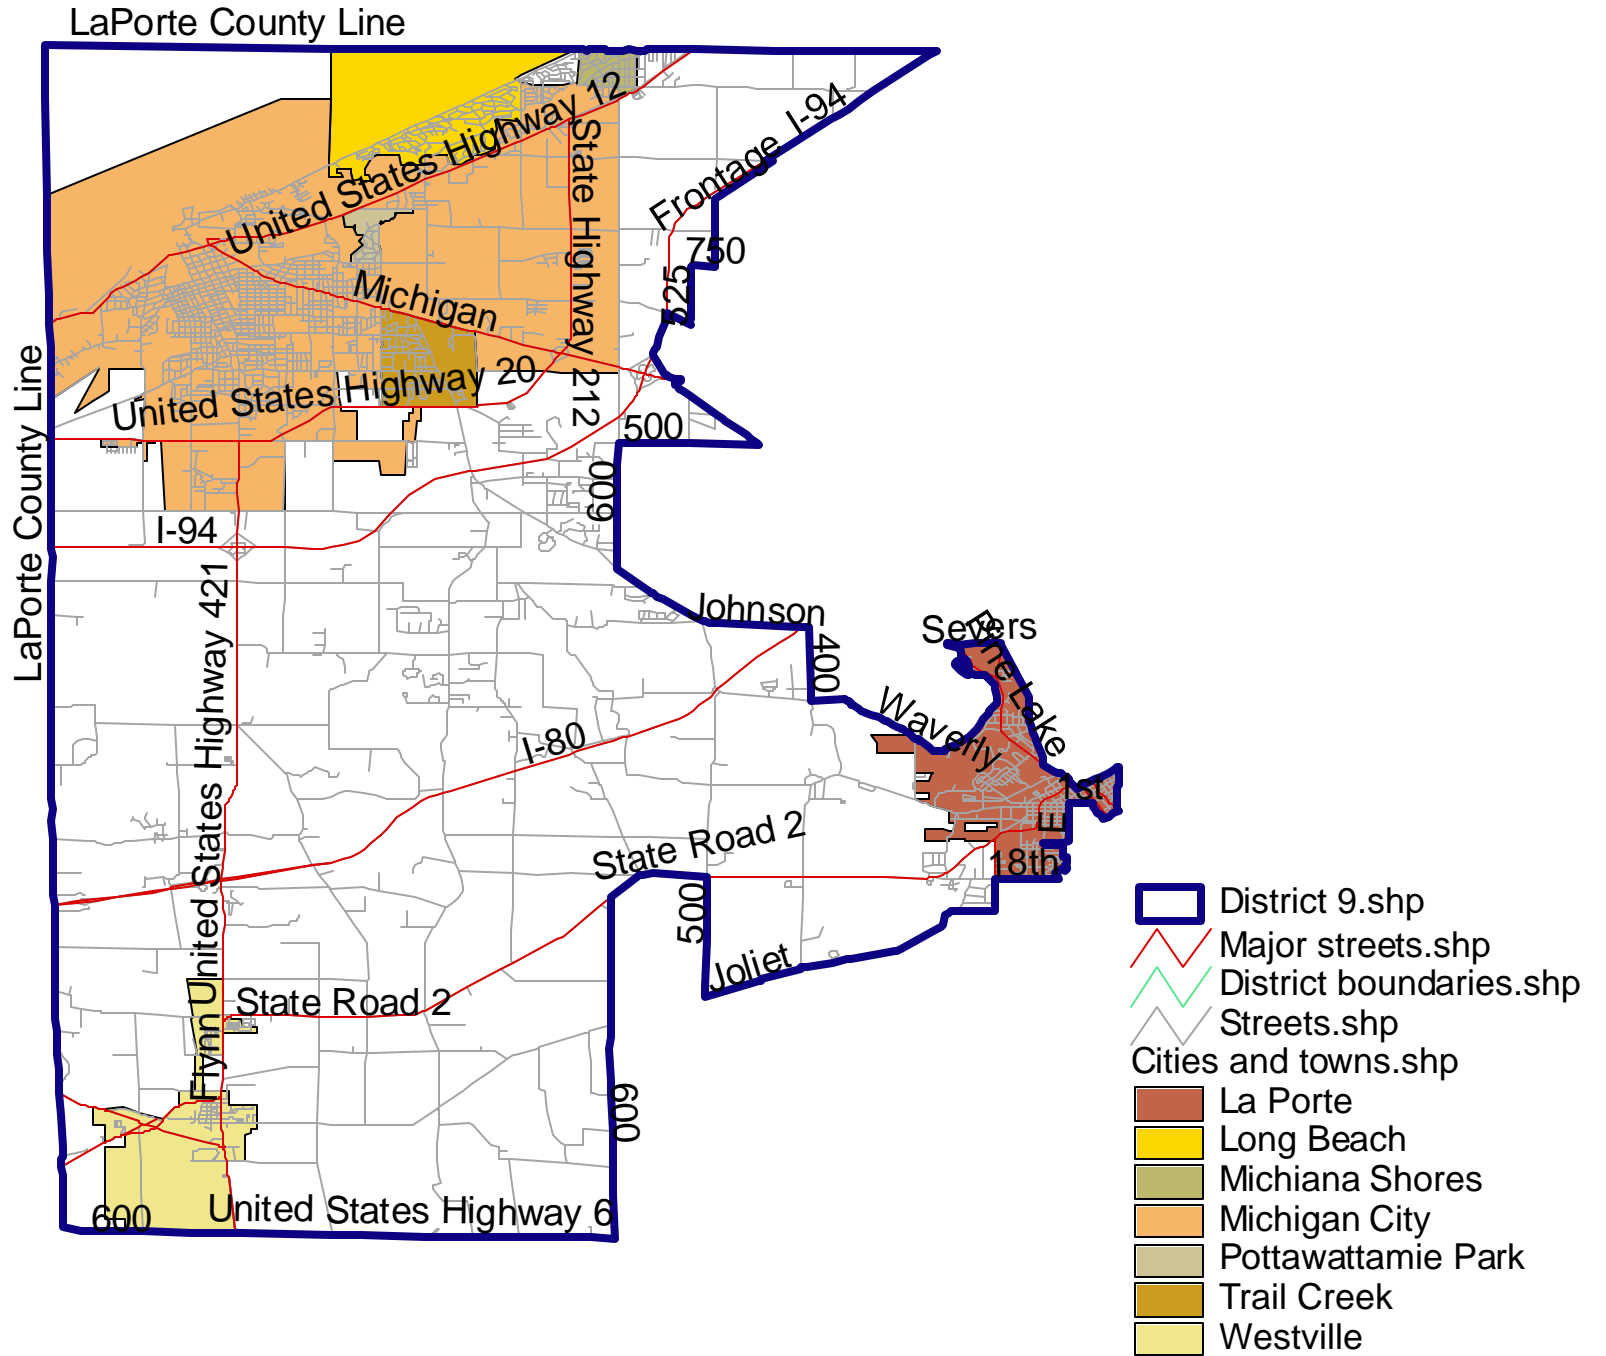 LaPorte County Line
United States Highway 12
Frontage I-94
State Highway 212
750
525
Michigan
United States Highway 20
LaPorte County Line
500
600
I-94
United States Highway 421
Johnson
400
Severs
Pine Lake
Waverly
I-80
1st
E
State Road 2
18th
500
Joliet
Flynn United States Highway
State Road 2
600
United States Highway 6
600
District 9.shp
Major streets.shp
District boundaries.shp
Streets.shp
Cities and towns.shp
La Porte
Long Beach
Michiana Shores
Michigan City
Pottawattamie Park
Trail Creek
Westville